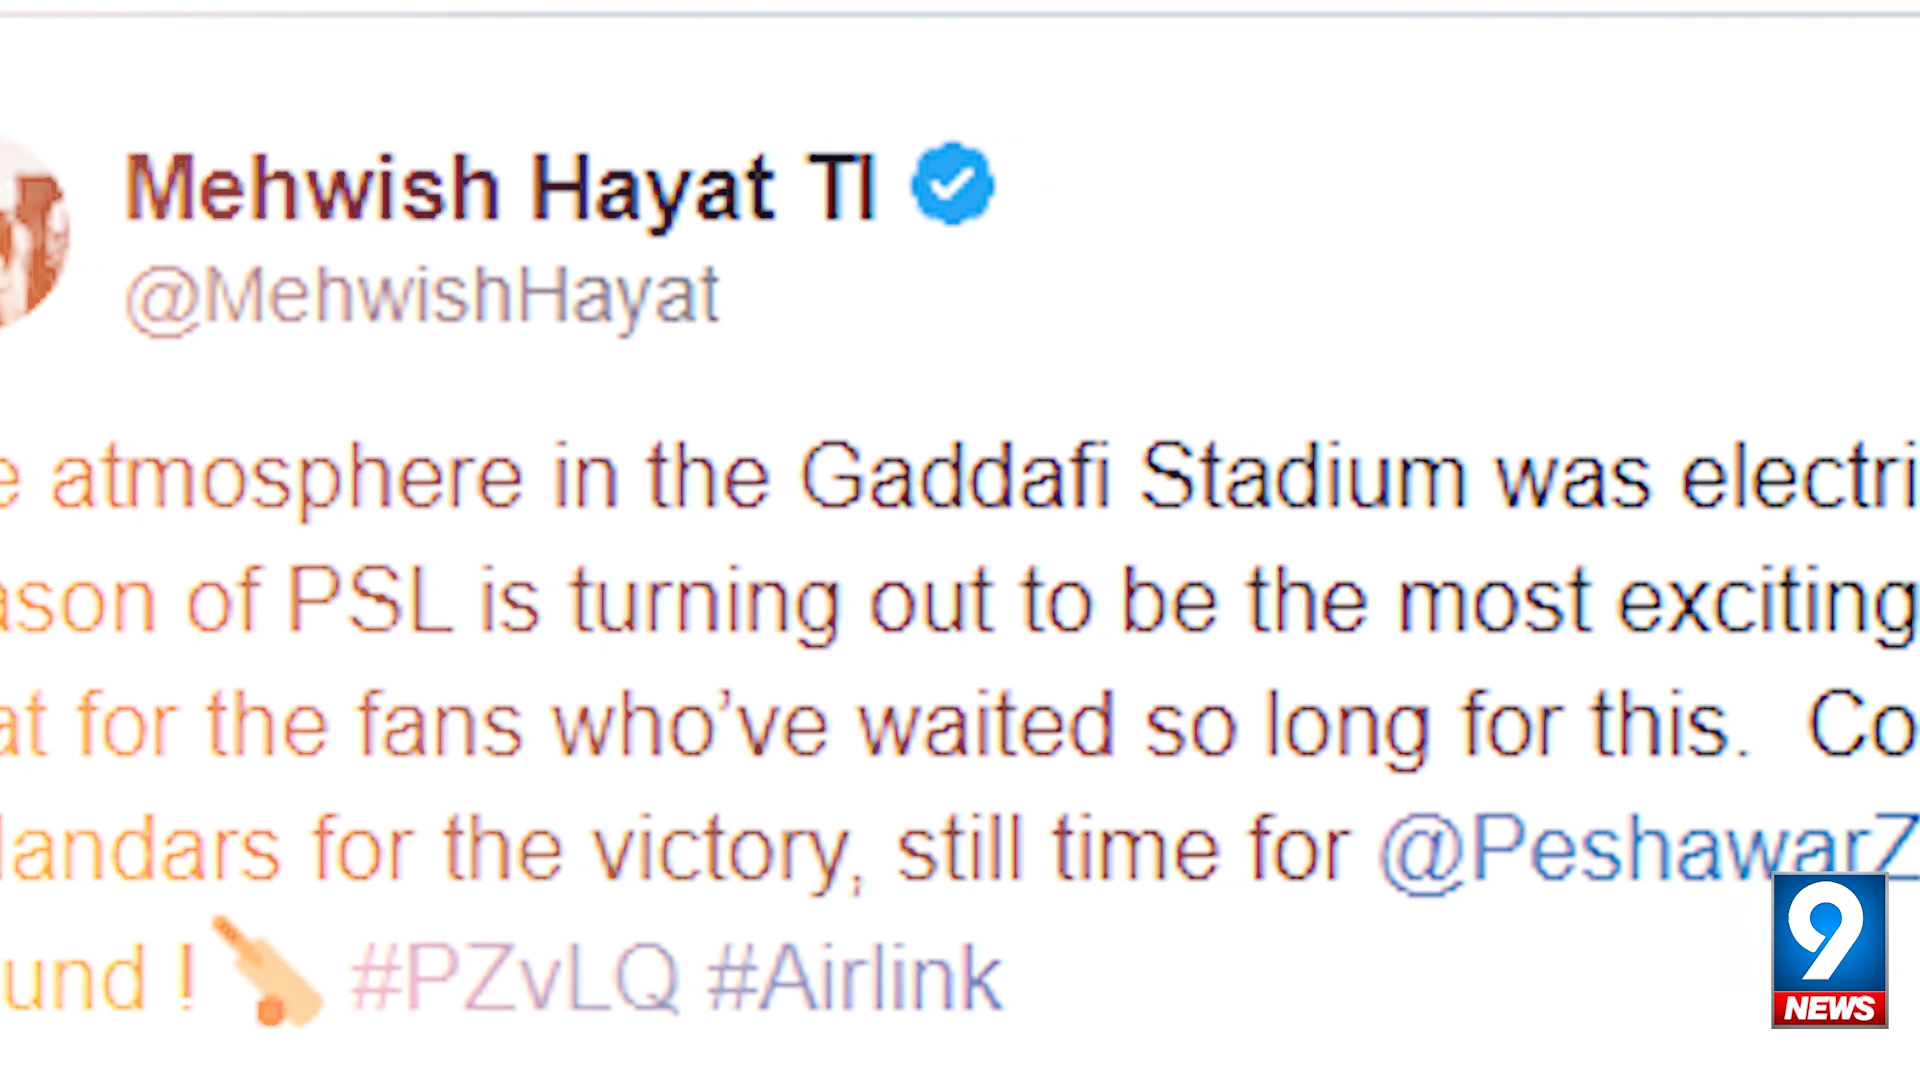 Mehwish Hayat TI
@MehwishHayat
e atmosphere in the Gaddafi Stadium was electri
ason of PSL is turning out to be the most exciting
at for the fans who’ve waited so long for this. Co
landars for the victory, still time for @PeshawarZ
und ! #PZvLQ #Airlink
9
NEWS